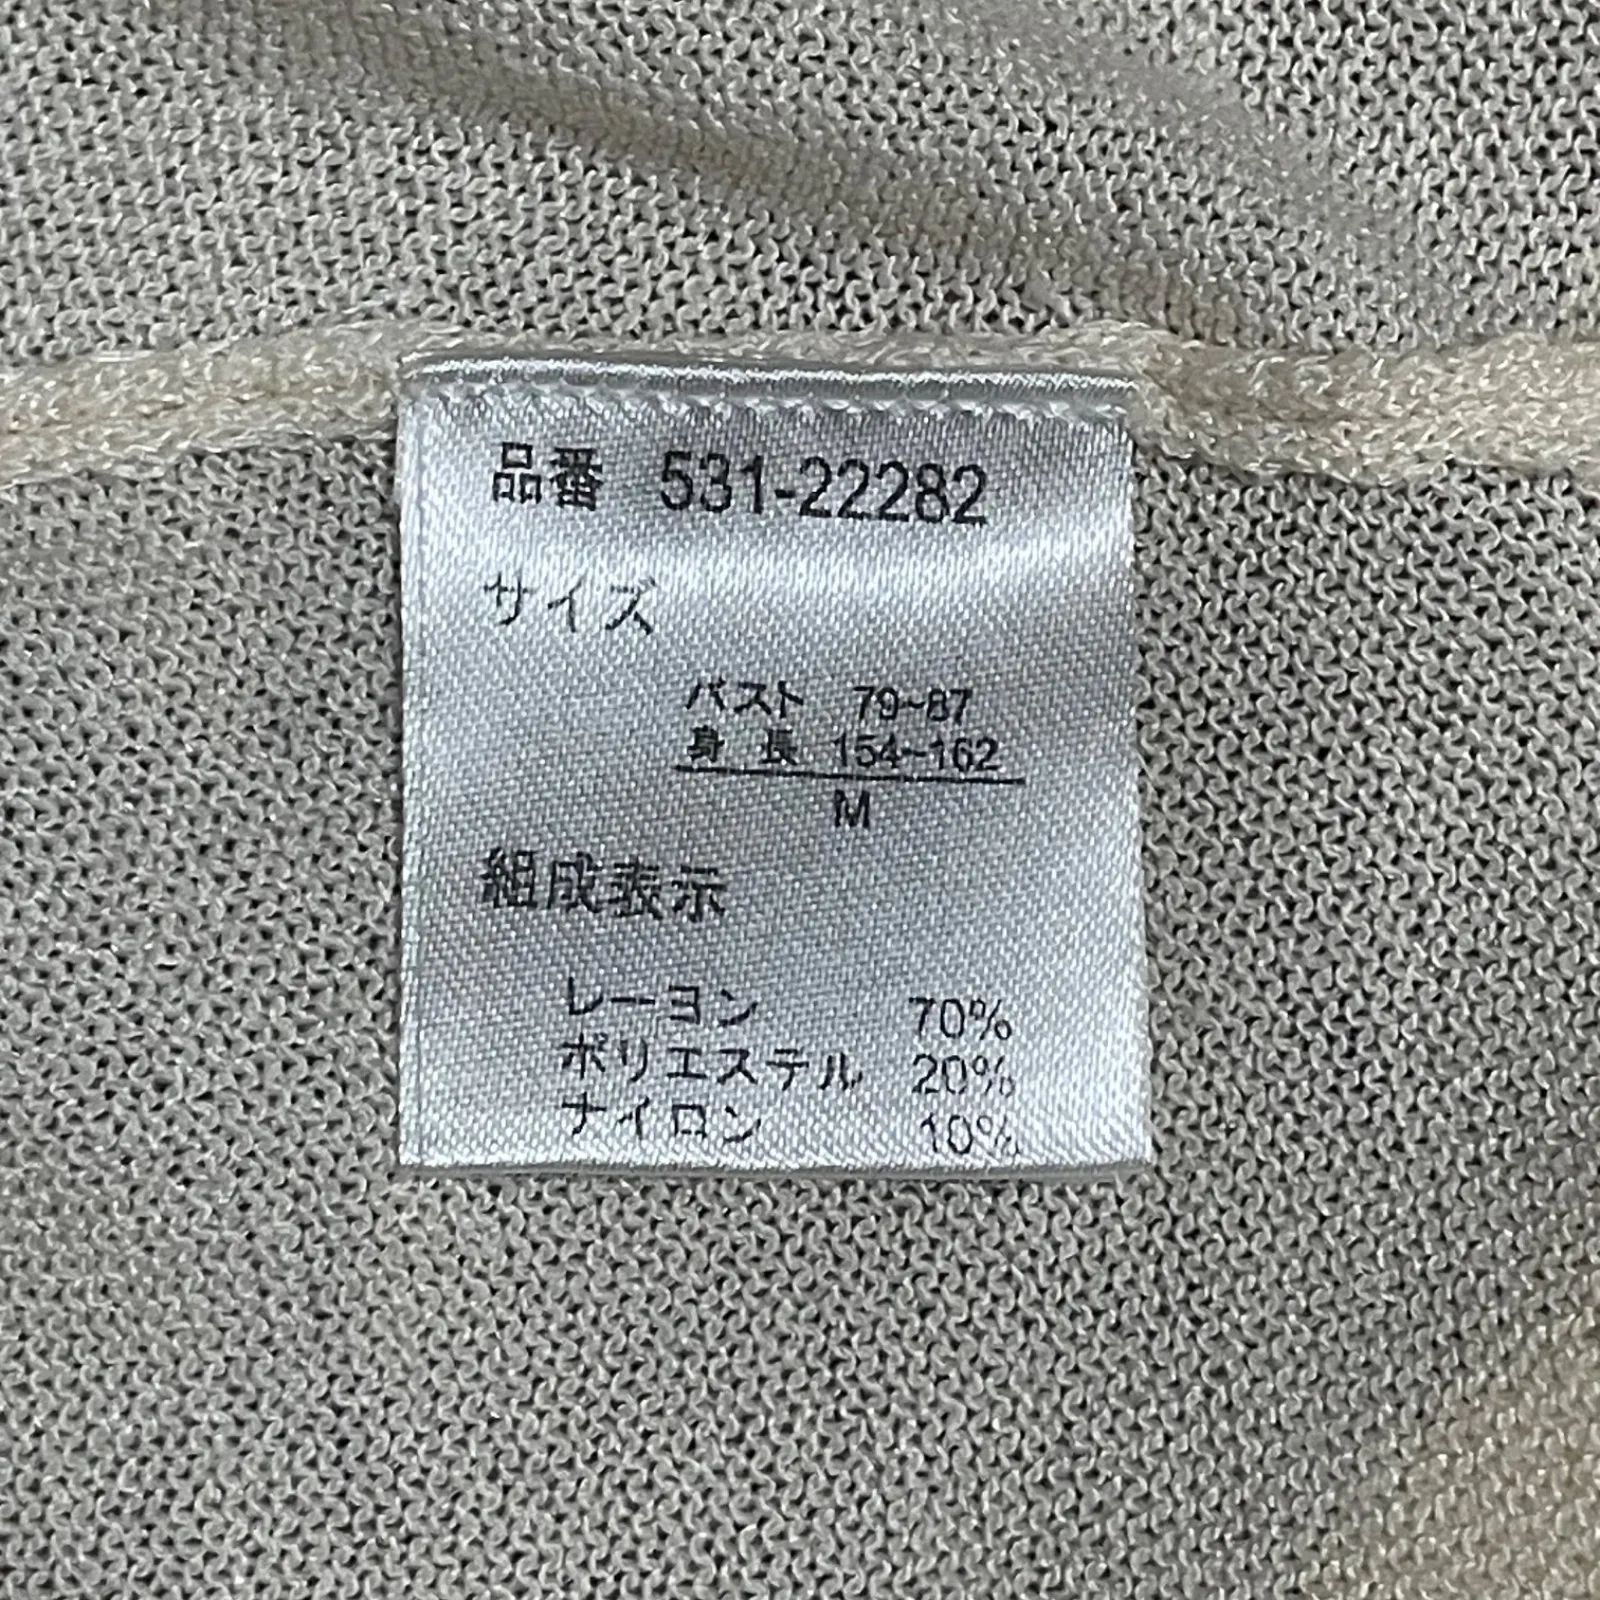 品番 531-22282
サイズ
バスト 79~87
身長 154~162
M
組成表示
レーヨン 70%
ポリエステル 20%
ナイロン 10%